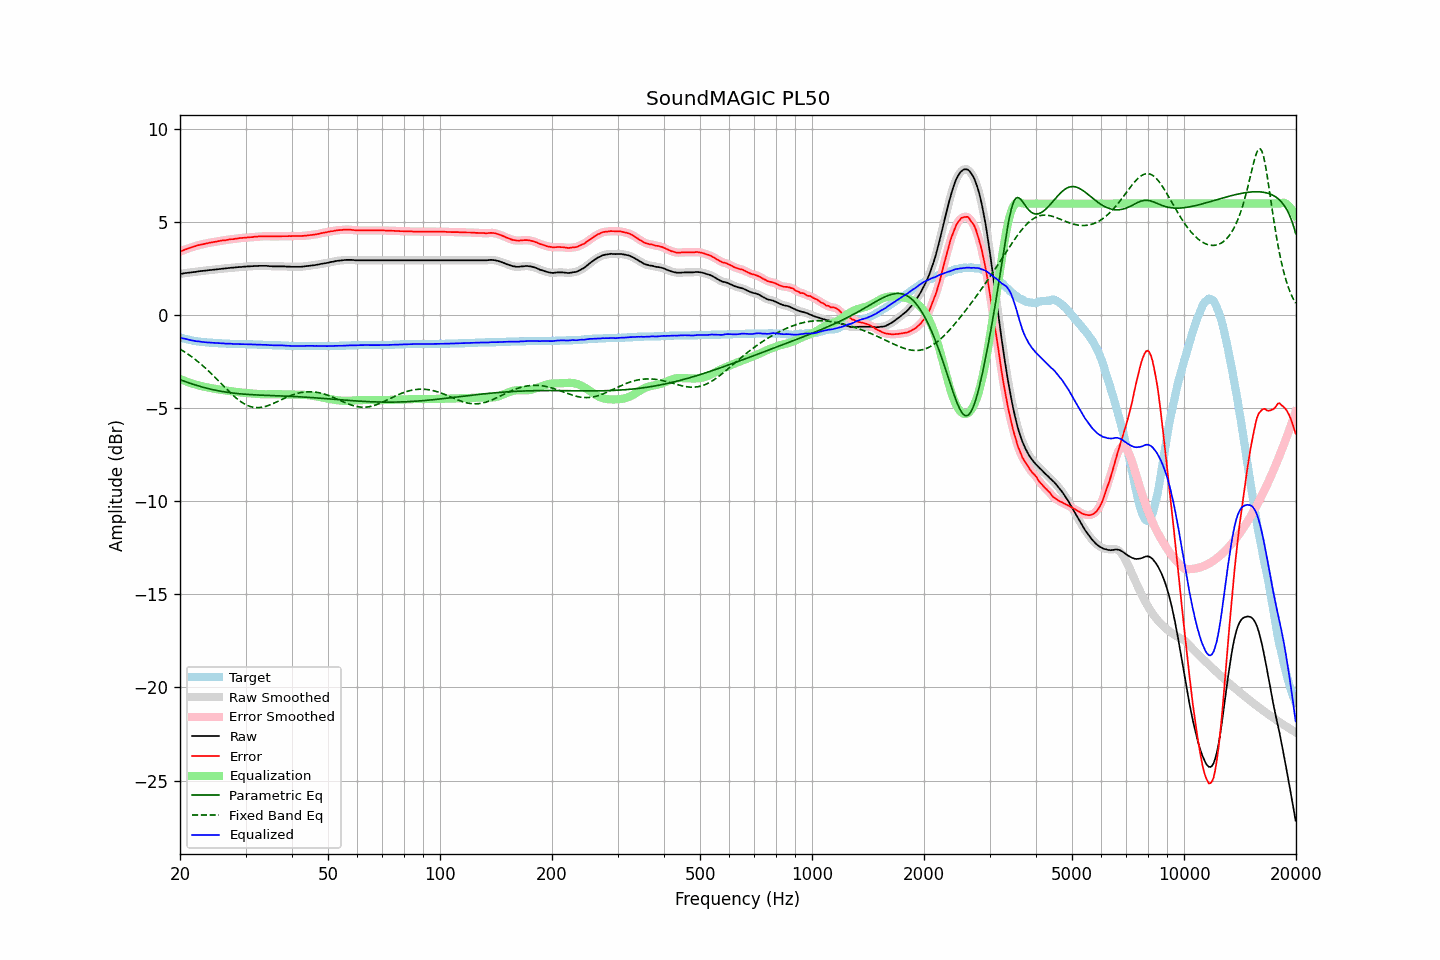 SoundMAGIC PL50
10
5
0
−5
−10
−15
−20
−25
Amplitude (dBr)
Target
Raw Smoothed
Error Smoothed
Raw
Error
Equalization
Parametric Eq
Fixed Band Eq
Equalized
20 50 100 200 500 1000 2000 5000 10000 20000
Frequency (Hz)